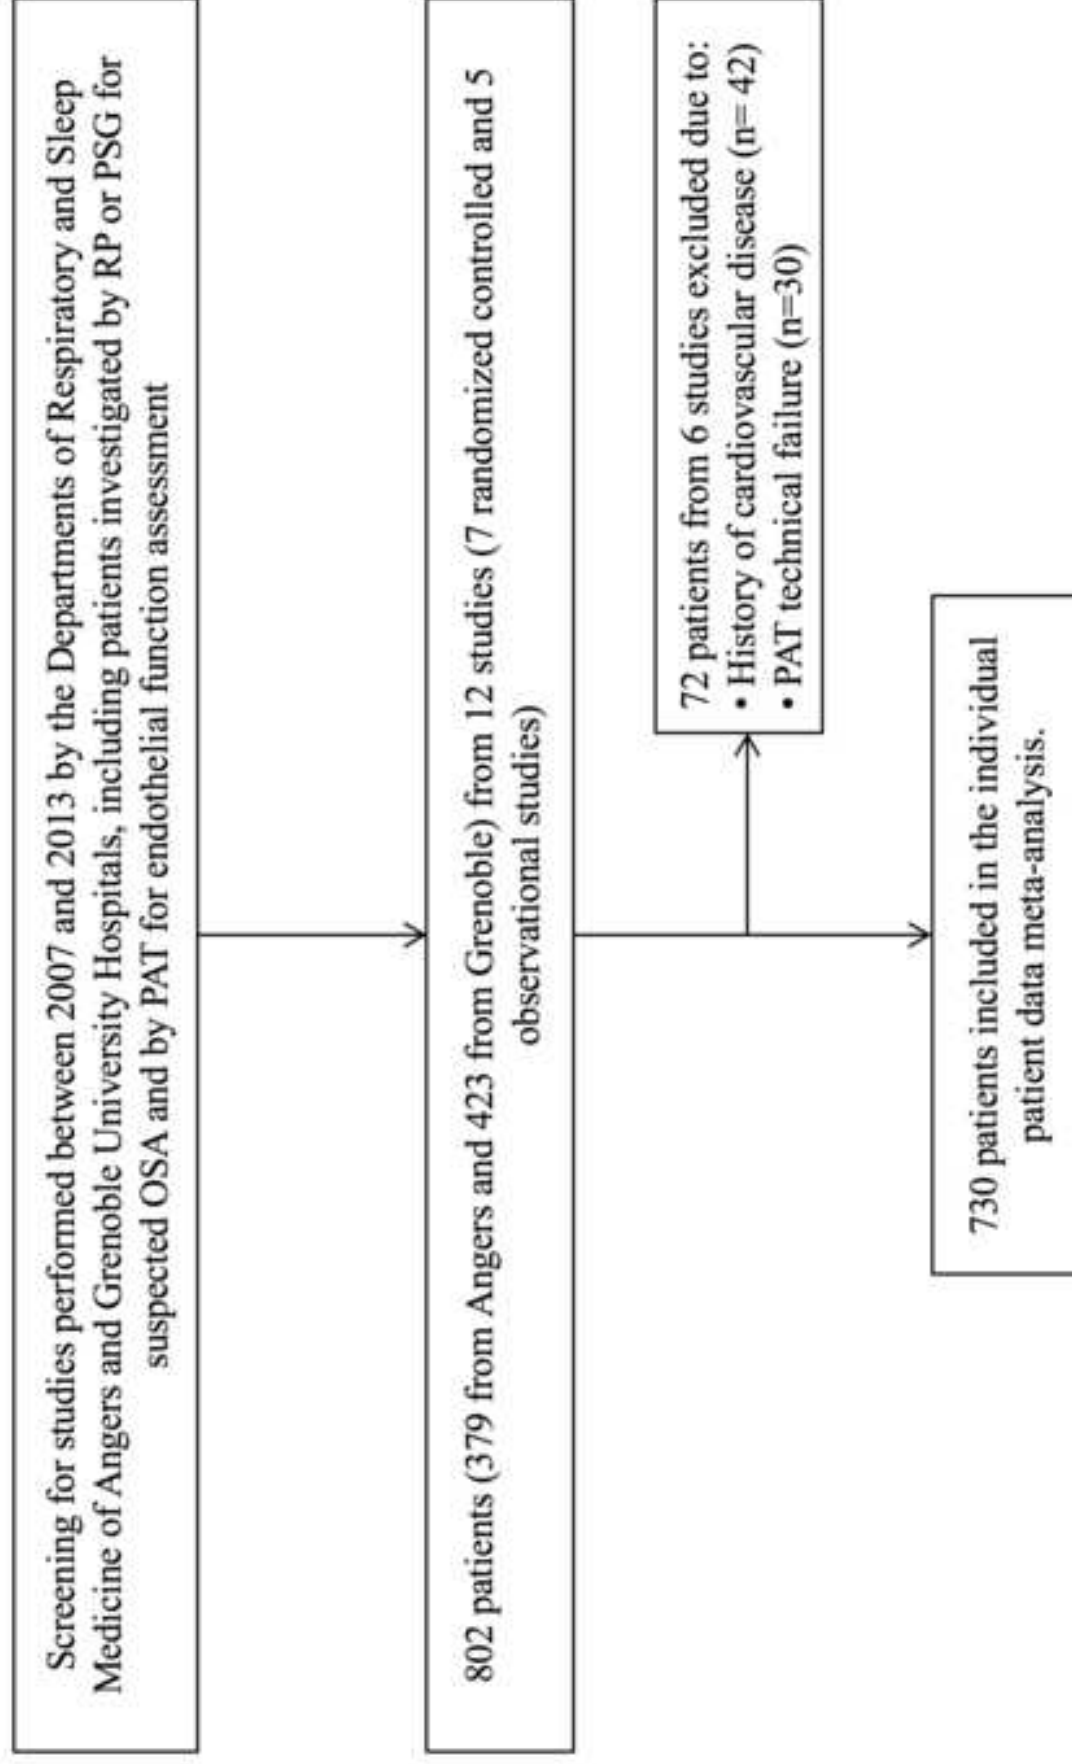 Screening for studies performed between 2007 and 2013 by the Departments of Respiratory and Sleep
Medicine of Angers and Grenoble University Hospitals, including patients investigated by RP or PSG for
suspected OSA and by PAT for endothelial function assessment
802 patients (379 from Angers and 423 from Grenoble) from 12 studies (7 randomized controlled and 5
observational studies)
72 patients from 6 studies excluded due to:
• History of cardiovascular disease (n= 42)
• PAT technical failure (n=30)
730 patients included in the individual
patient data meta-analysis.